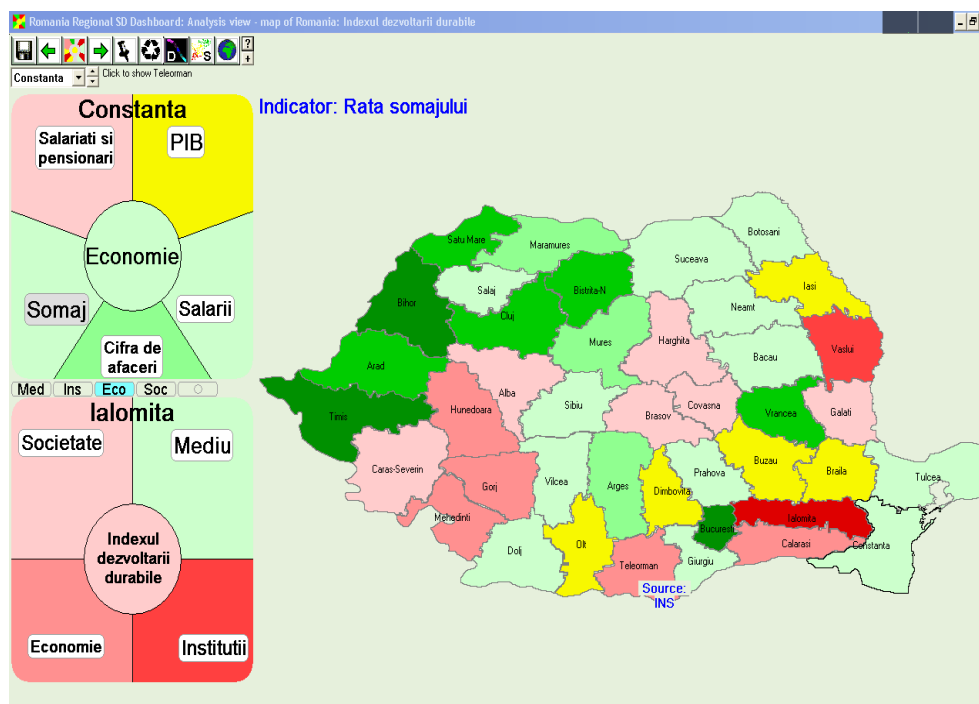 Romania Regional SD Dashboard: Analysis view - map of Romania; Indexul dezvoltarii durabile
D
A-S
?
+
Constanta
Click to show Teleorman
Constanta
Salariati si
pensionari
PIB
Economie
Somaj
Salarii
Cifra de
afaceri
Med
Ins
Eco
Soc
Ialomita
Societate
Mediu
Indexul
dezvoltarii
durabile
Economie
Institutii
Indicator: Rata somajului
Satu Mare
Maramures
Botosani
Suceava
Iasi
Salaj
Bistrita-N
Bihor
Neamt
Cluj
Mures
Harghita
Vaslui
Bacau
Arad
Alba
Hunedoara
Sibiu
Covasna
Brasov
Vrancea
Galati
Timis
Caras-Severin
Gorj
Vilcea
Arges
Dimbovita
Prahova
Buzau
Braila
Tulcea
Mehedinti
Bucuresti
Ialomita
Calarasi
Constanta
Olt
Dolj
Teleorman
Giurgiu
Source:
INS